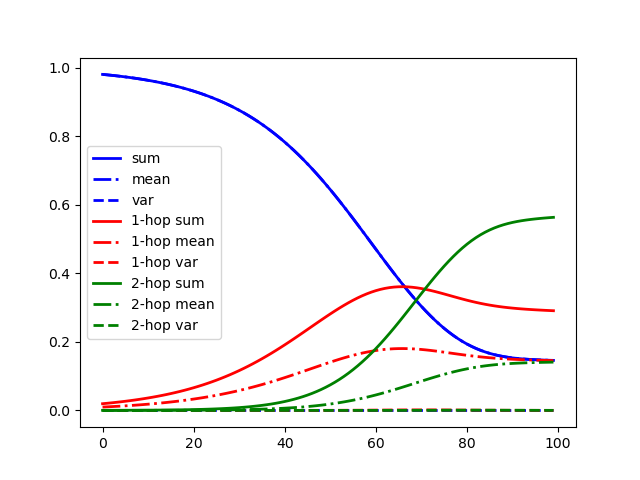 1.0
0.8
0.6
0.4
0.2
0.0
sum
mean
var
1-hop sum
1-hop mean
1-hop var
2-hop sum
2-hop mean
2-hop var
0 20 40 60 80 100